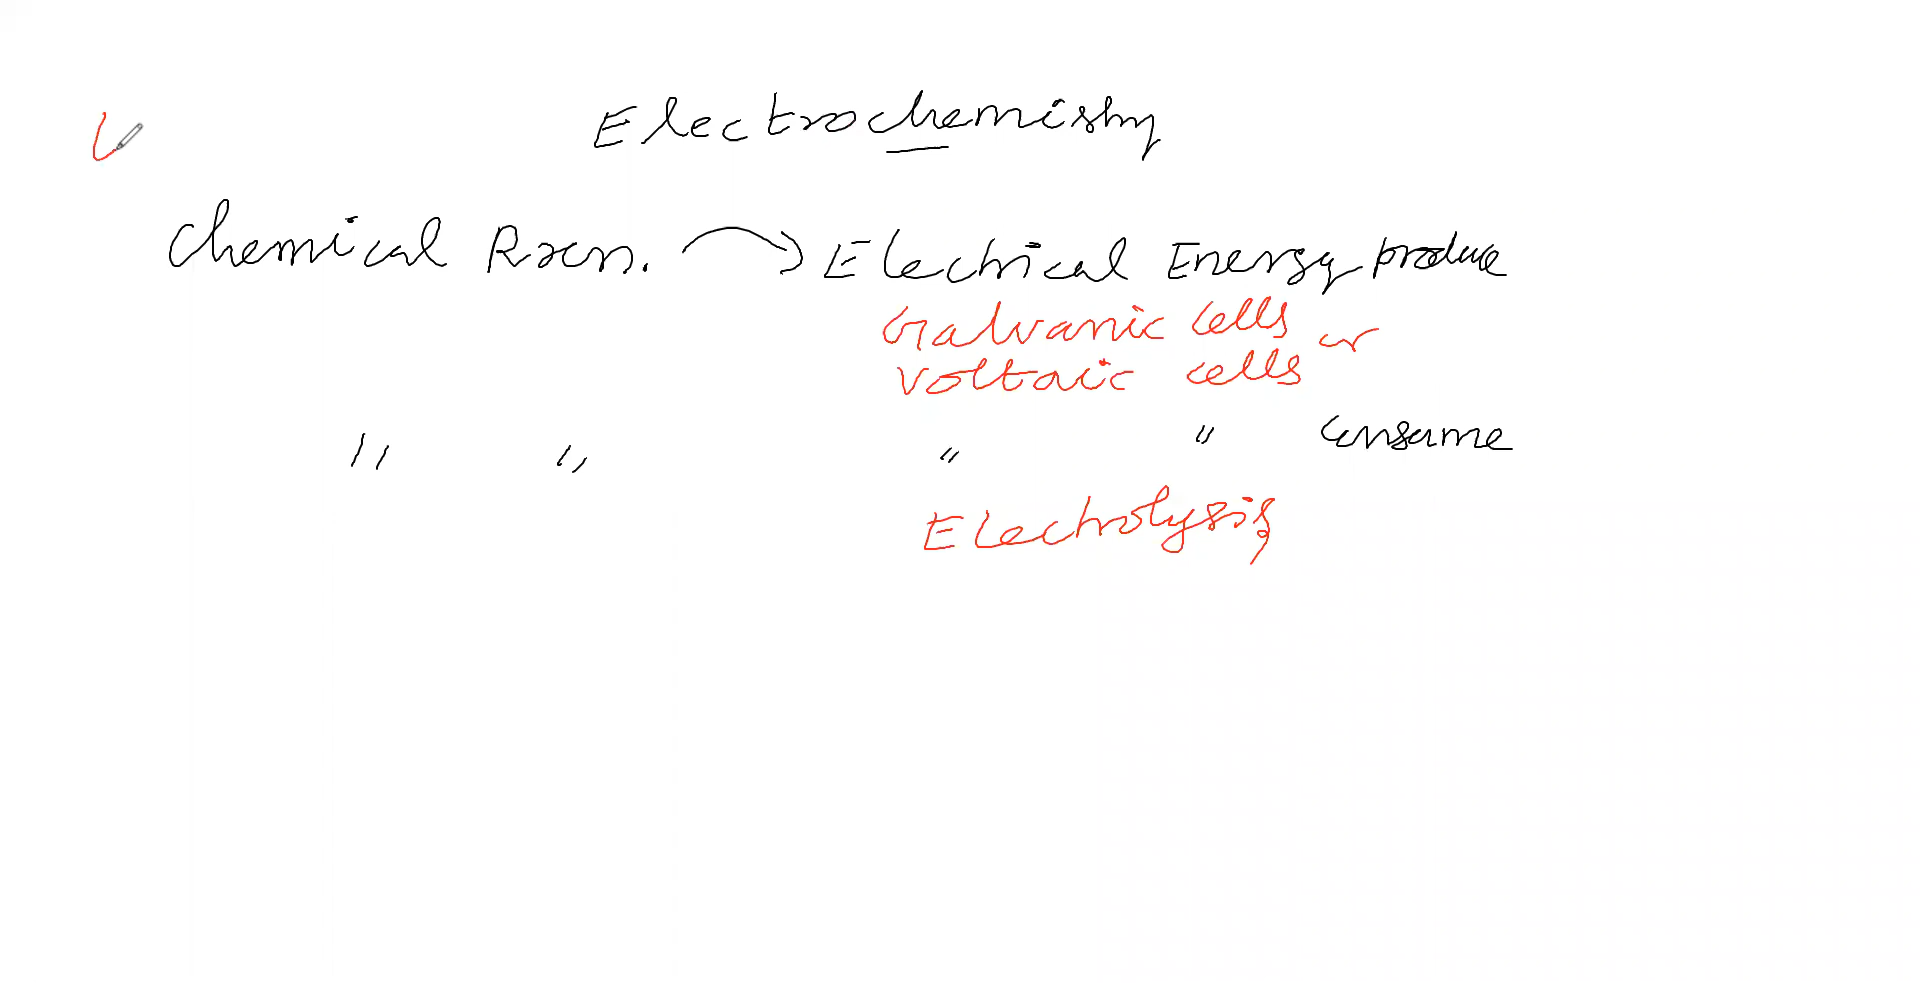 Electrochemistry
Chemical Rxn. → Electrical Energy produce
Galvanic cells or
Voltaic cells
" " " " Consume
Electrolysis